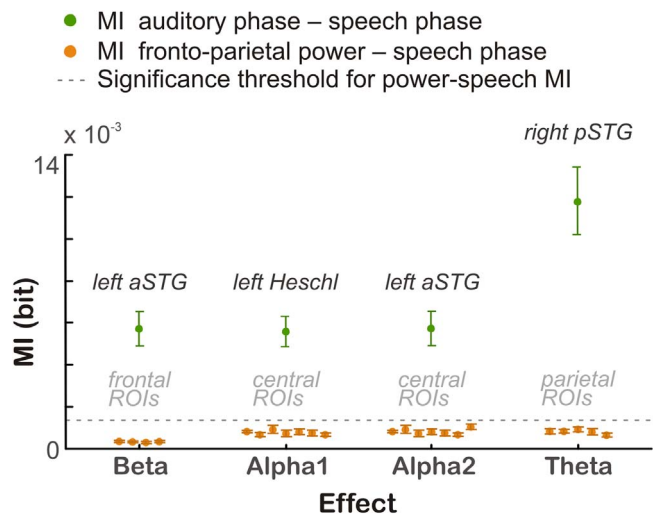 MI auditory phase – speech phase
MI fronto-parietal power – speech phase
Significance threshold for power-speech MI
x 10-3
right pSTG
14
left aSTG left Heschl left aSTG
MI (bit)
frontal central central parietal
ROIs ROIs ROIs ROIs
0
Beta Alpha1 Alpha2 Theta
Effect